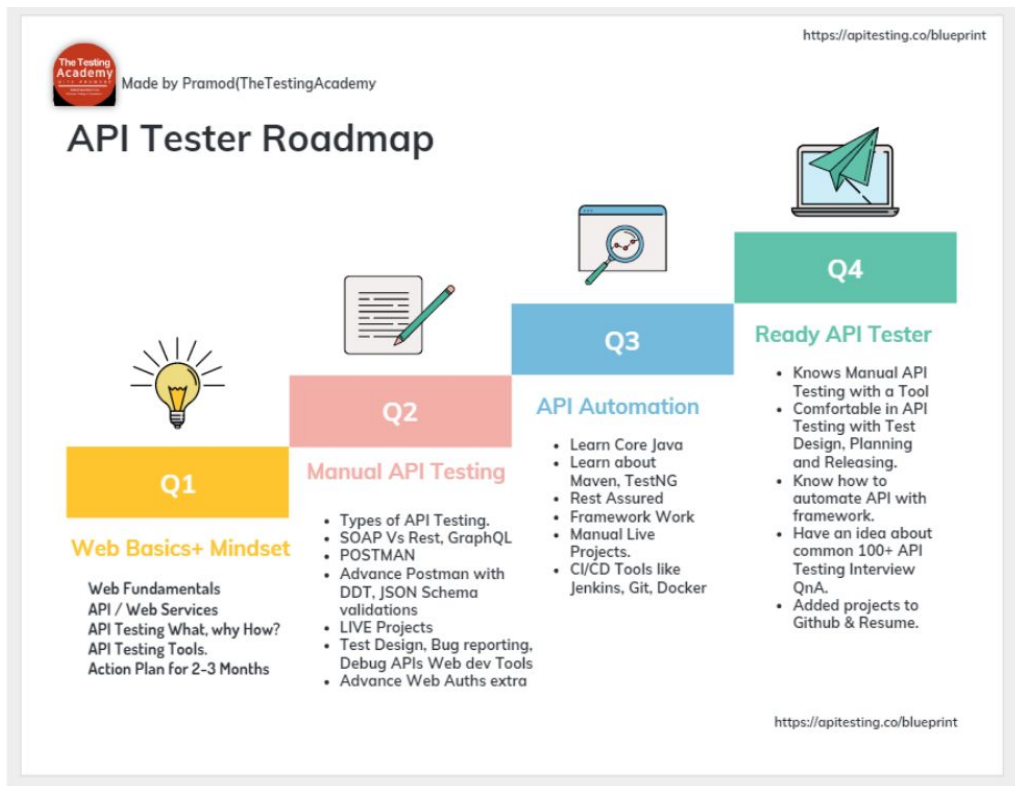 https://apitesting.co/blueprint
The Testing
Academy
Made by Pramod(TheTestingAcademy
API Tester Roadmap
Q4
Ready API Tester
• Knows Manual API
Testing with a Tool
• Comfortable in API
Testing with Test
Design, Planning
and Releasing.
• Know how to
automate API with
framework.
• Have an idea about
common 100+ API
Testing Interview
QnA.
• Added projects to
Github & Resume.
Q3
API Automation
• Learn Core Java
• Learn about
Maven, TestNG
• Rest Assured
• Framework Work
• Manual Live
Projects.
• CI/CD Tools like
Jenkins, Git, Docker
Q2
Manual API Testing
• Types of API Testing.
• SOAP Vs Rest, GraphQL
• POSTMAN
• Advance Postman with
DDT, JSON Schema
validations
• LIVE Projects
• Test Design, Bug reporting,
Debug APIs Web dev Tools
• Advance Web Auths extra
Q1
Web Basics+ Mindset
Web Fundamentals
API / Web Services
API Testing What, why How?
API Testing Tools.
Action Plan for 2-3 Months
https://apitesting.co/blueprint